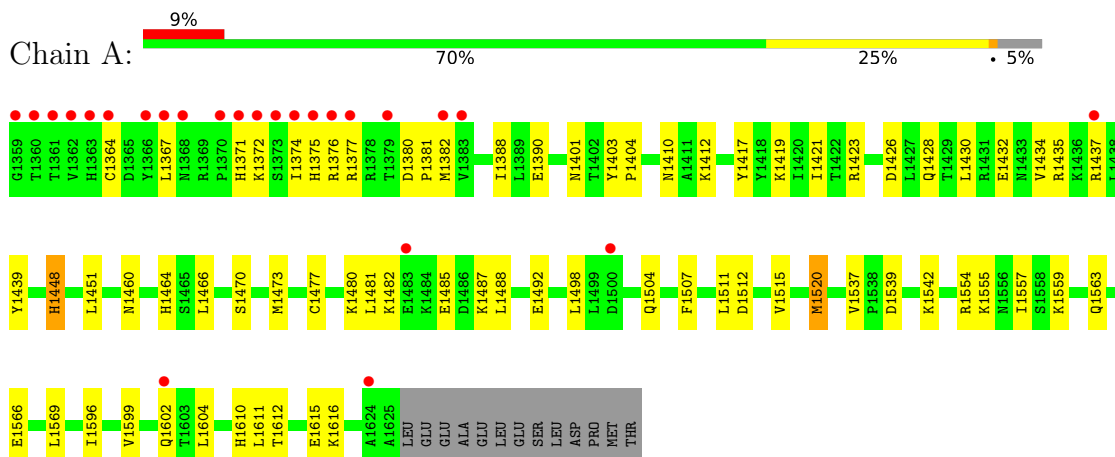 9%
Chain A:
70% 25% • 5%
G1359 T1360 T1361 V1362 H1363 C1364 D1365 Y1366 L1367 N1368 R1369 P1370 H1371 K1372 S1373 I1374 H1375 R1376 R1377 R1378 T1379 D1380 P1381 M1382 V1383 I1388 L1389 E1390 N1401 T1402 Y1403 P1404 N1410 A1411 K1412 Y1417 Y1418 K1419 I1420 I1421 T1422 R1423 D1426 L1427 Q1428 T1429 L1430 R1431 E1432 N1433 V1434 R1435 K1436 R1437 L1438
Y1439 H1448 L1451 N1460 H1464 S1465 L1466 S1470 M1473 C1477 K1480 L1481 K1482 E1483 K1484 E1485 D1486 K1487 L1488 E1492 L1498 L1499 D1500 Q1504 F1507 L1511 D1512 V1515 M1520 V1537 P1538 D1539 K1542 R1554 K1555 N1556 I1557 S1558 K1559 Q1563
E1566 L1569 I1596 V1599 Q1602 T1603 L1604 H1610 L1611 T1612 E1615 K1616 A1624 A1625 LEU GLU GLU ALA GLU LEU GLU SER LEU ASP PRO MET THR